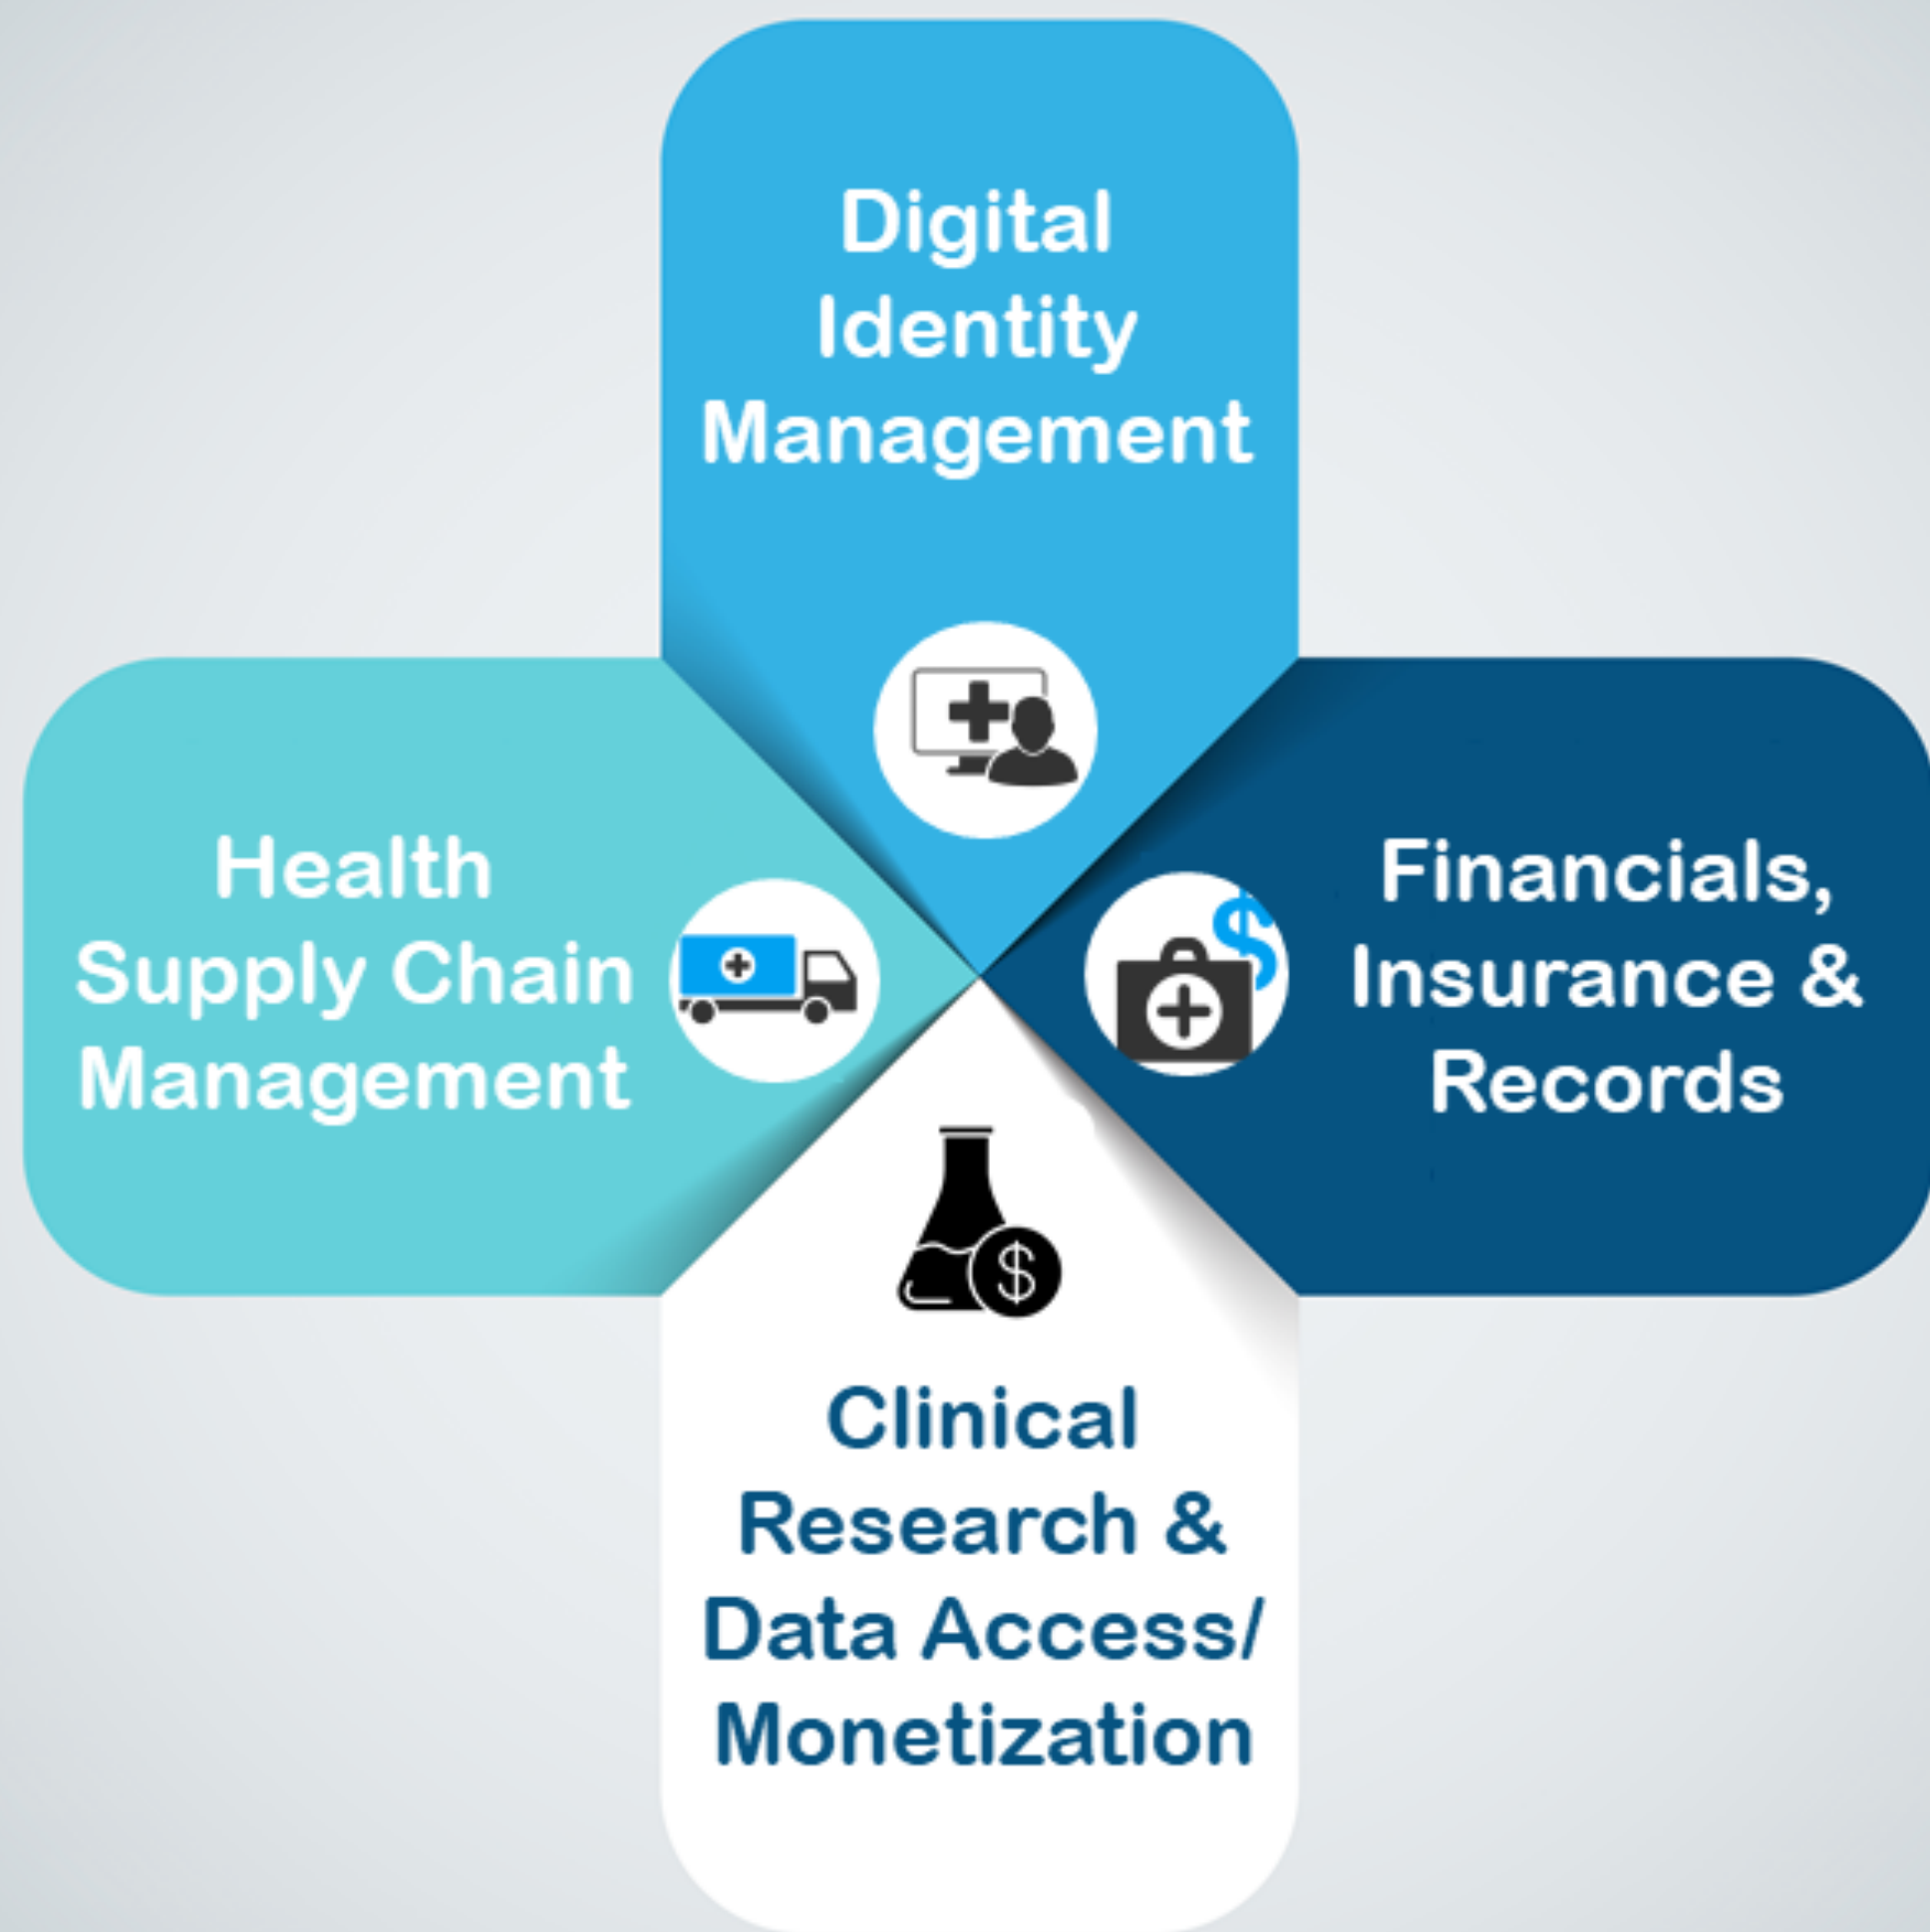 Digital
Identity
Management
Health
Supply Chain
Management
Financials,
Insurance &
Records
$
$
Clinical
Research &
Data Access/
Monetization